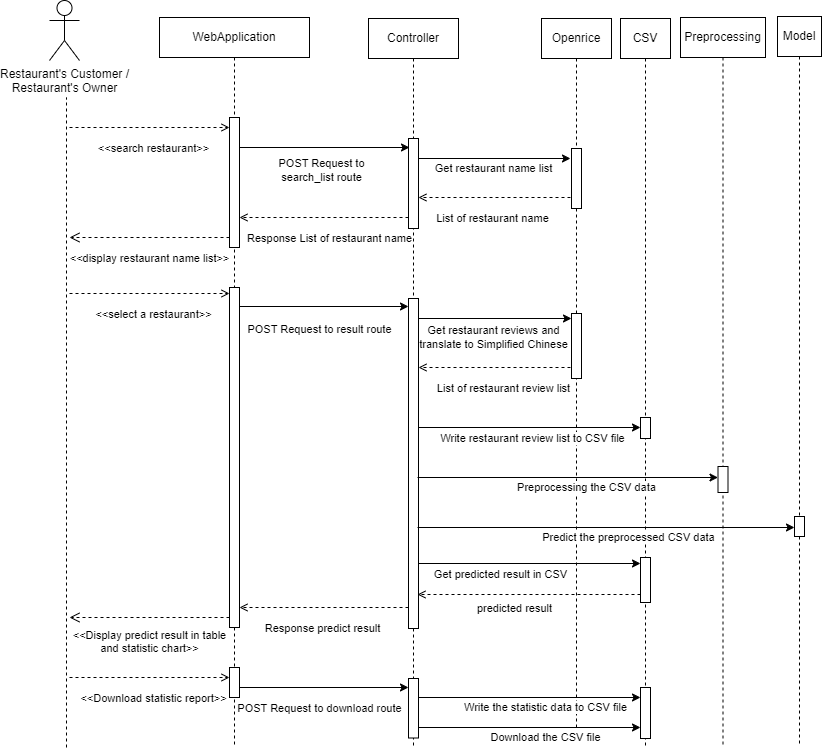 WebApplication
Controller
Openrice
CSV
Preprocessing
Model
Restaurant's Customer /
Restaurant's Owner
<<search restaurant>>
POST Request to
search_list route
Get restaurant name list
List of restaurant name
Response List of restaurant name
<<display restaurant name list>>
<<select a restaurant>>
POST Request to result route
Get restaurant reviews and
translate to Simplified Chinese
List of restaurant review list
Write restaurant review list to CSV file
Preprocessing the CSV data
Predict the preprocessed CSV data
Get predicted result in CSV
predicted result
Response predict result
<<Display predict result in table
and statistic chart>>
<<Download statistic report>>
POST Request to download route
Write the statistic data to CSV file
Download the CSV file